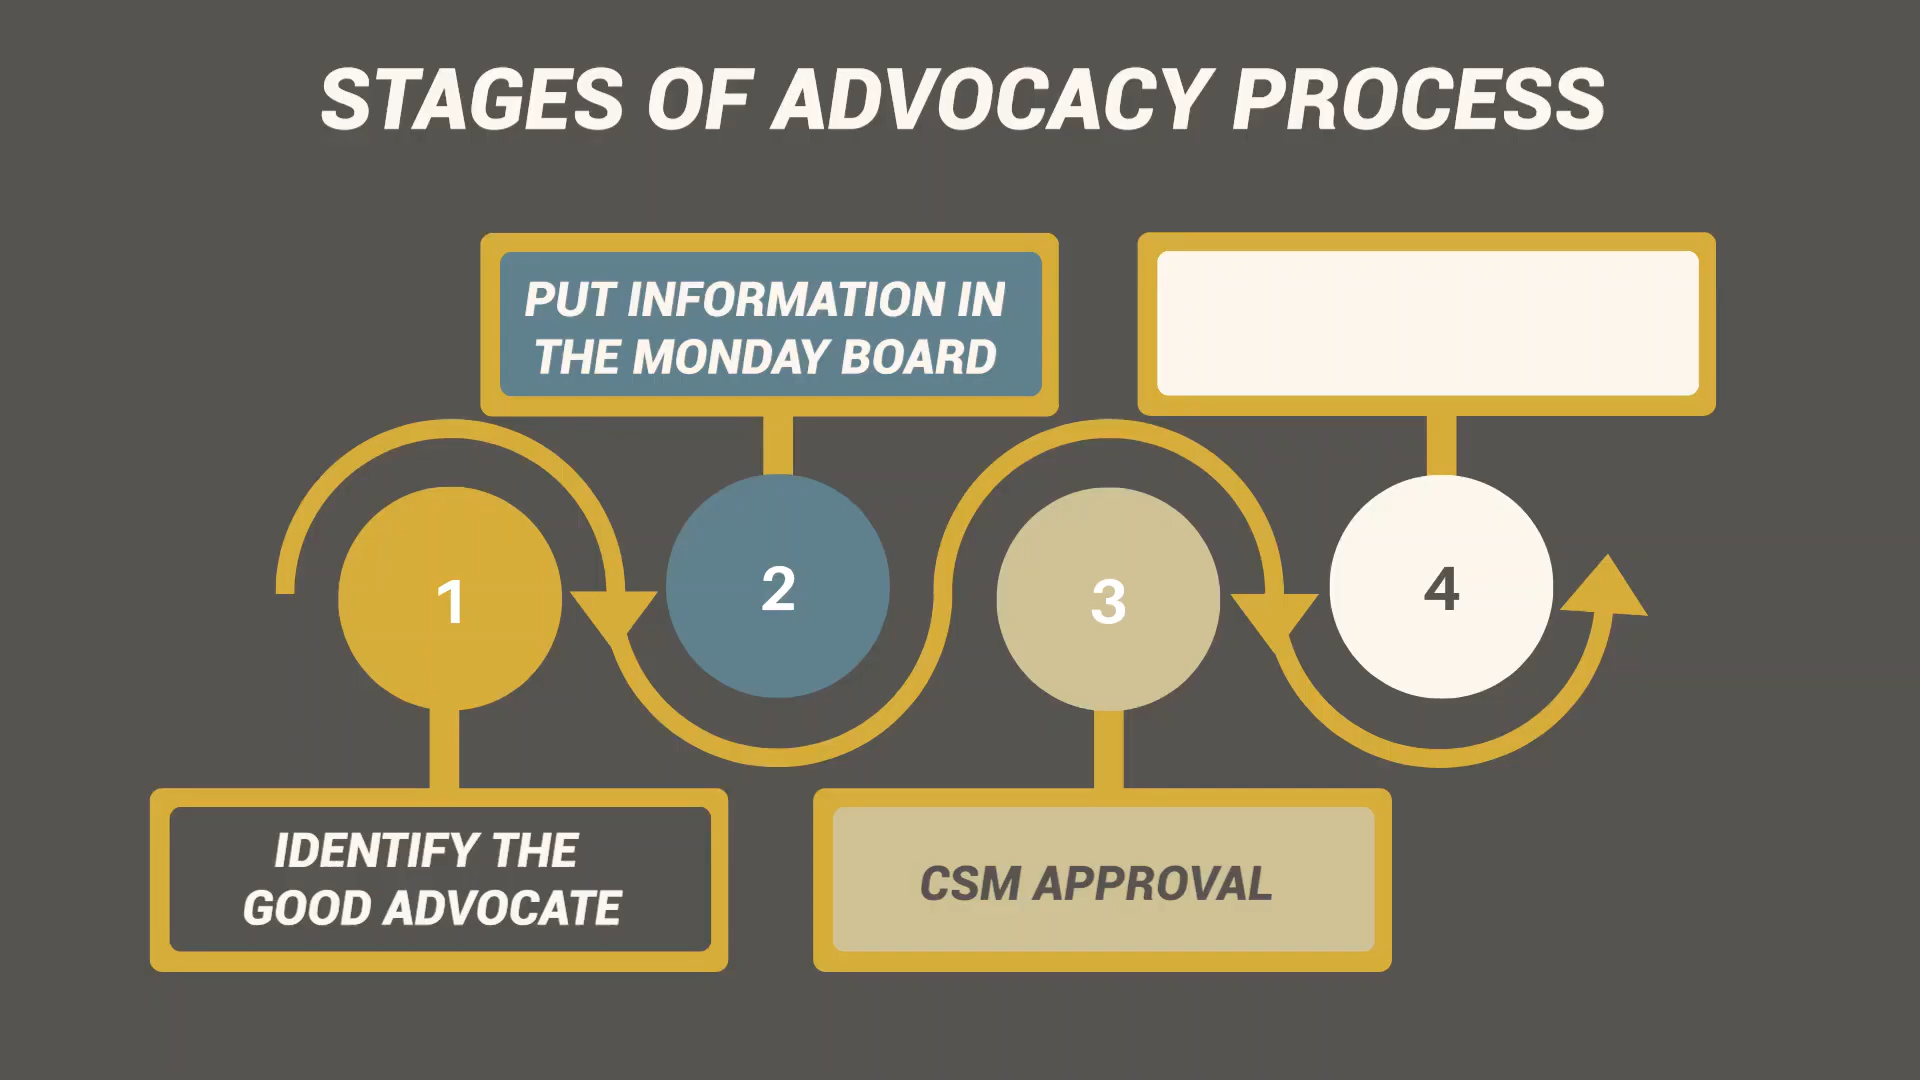 STAGES OF ADVOCACY PROCESS
PUT INFORMATION IN
THE MONDAY BOARD
1
2
3
4
IDENTIFY THE
GOOD ADVOCATE
CSM APPROVAL